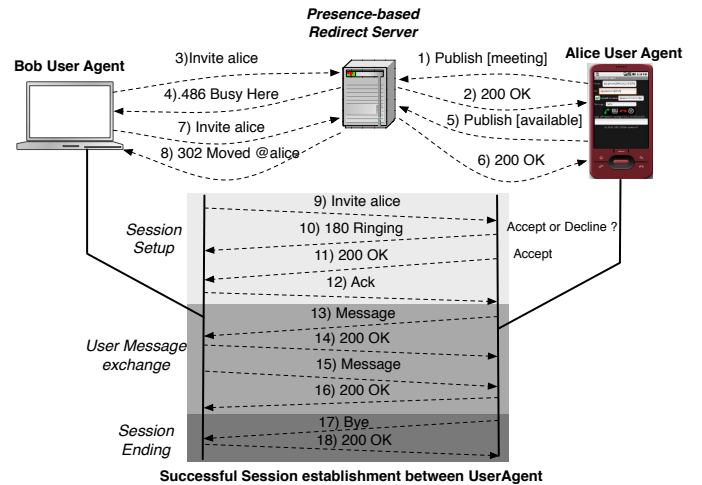 Presence-based
Redirect Server
Bob User Agent
Alice User Agent
3)Invite alice
1) Publish [meeting]
4).486 Busy Here
2) 200 OK
7) Invite alice
5) Publish [available]
8) 302 Moved @alice
6) 200 OK
9) Invite alice
Session
Setup
10) 180 Ringing
Accept or Decline ?
11) 200 OK
Accept
12) Ack
13) Message
User Message
exchange
14) 200 OK
15) Message
16) 200 OK
17) Bye
Session
Ending
18) 200 OK
Successful Session establishment between UserAgent